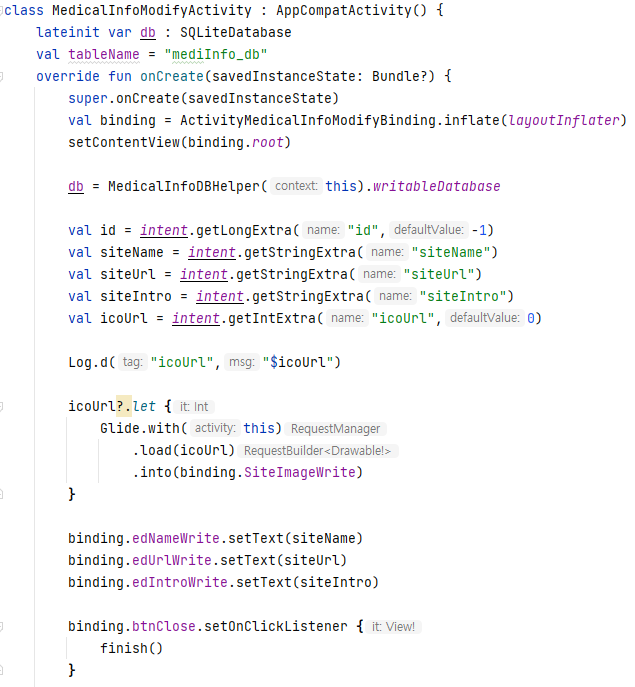 class MedicalInfoModifyActivity : AppCompatActivity() {
lateinit var db : SQLiteDatabase
val tableName = "mediInfo_db"
override fun onCreate(savedInstanceState: Bundle?) {
super.onCreate(savedInstanceState)
val binding = ActivityMedicalInfoModifyBinding.inflate(layoutInflater)
setContentView(binding.root)
db = MedicalInfoDBHelper( context: this).writableDatabase
val id = intent.getLongExtra( name: "id", defaultValue: -1)
val siteName = intent.getStringExtra( name: "siteName")
val siteUrl = intent.getStringExtra( name: "siteUrl")
val siteIntro = intent.getStringExtra( name: "siteIntro")
val icoUrl = intent.getIntExtra( name: "icoUrl", defaultValue: 0)
Log.d( tag: "icoUrl", msg: "$icoUrl")
icoUrl?.let { it: Int
Glide.with( activity: this) RequestManager
.load(icoUrl) RequestBuilder<Drawable!>
.into(binding.SiteImageWrite)
}
binding.edNameWrite.setText(siteName)
binding.edUrlWrite.setText(siteUrl)
binding.edIntroWrite.setText(siteIntro)
binding.btnClose.setOnClickListener { it: View!
finish()
}